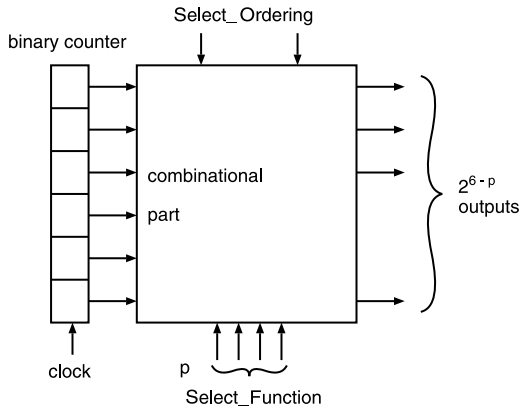 Select_Ordering
binary counter
combinational
part
2^{6-p}
outputs
clock
p
Select_Function